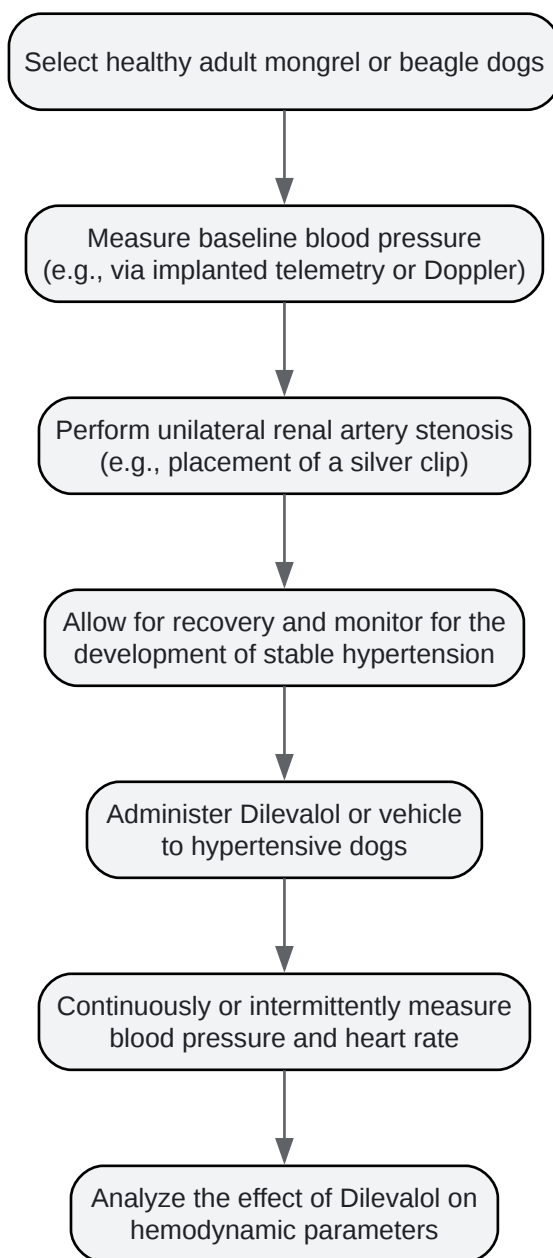 Select healthy adult mongrel or beagle dogs
Measure baseline blood pressure
(e.g., via implanted telemetry or Doppler)
Perform unilateral renal artery stenosis
(e.g., placement of a silver clip)
Allow for recovery and monitor for the
development of stable hypertension
Administer Dilevalol or vehicle
to hypertensive dogs
Continuously or intermittently measure
blood pressure and heart rate
Analyze the effect of Dilevalol on
hemodynamic parameters